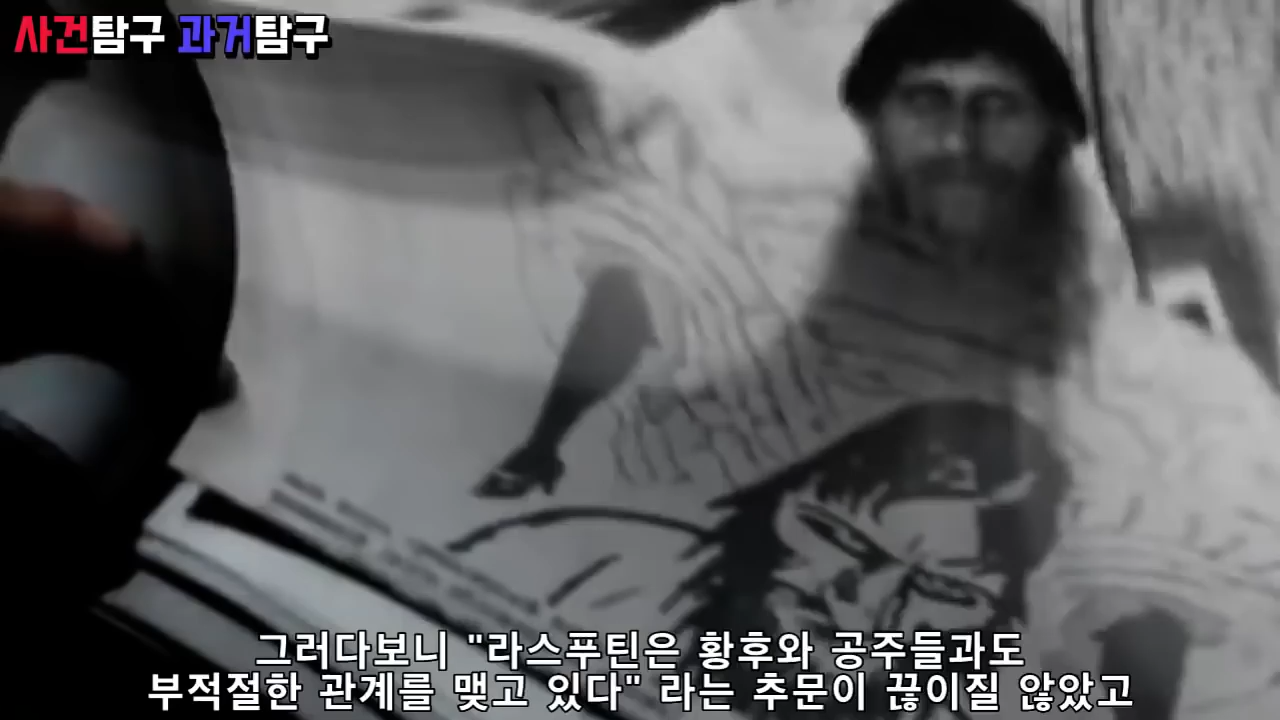 사건탐구 과거탐구
그러다보니 "라스푸틴은 황후와 공주들과도
부적절한 관계를 맺고 있다" 라는 추문이 끊이질 않았고